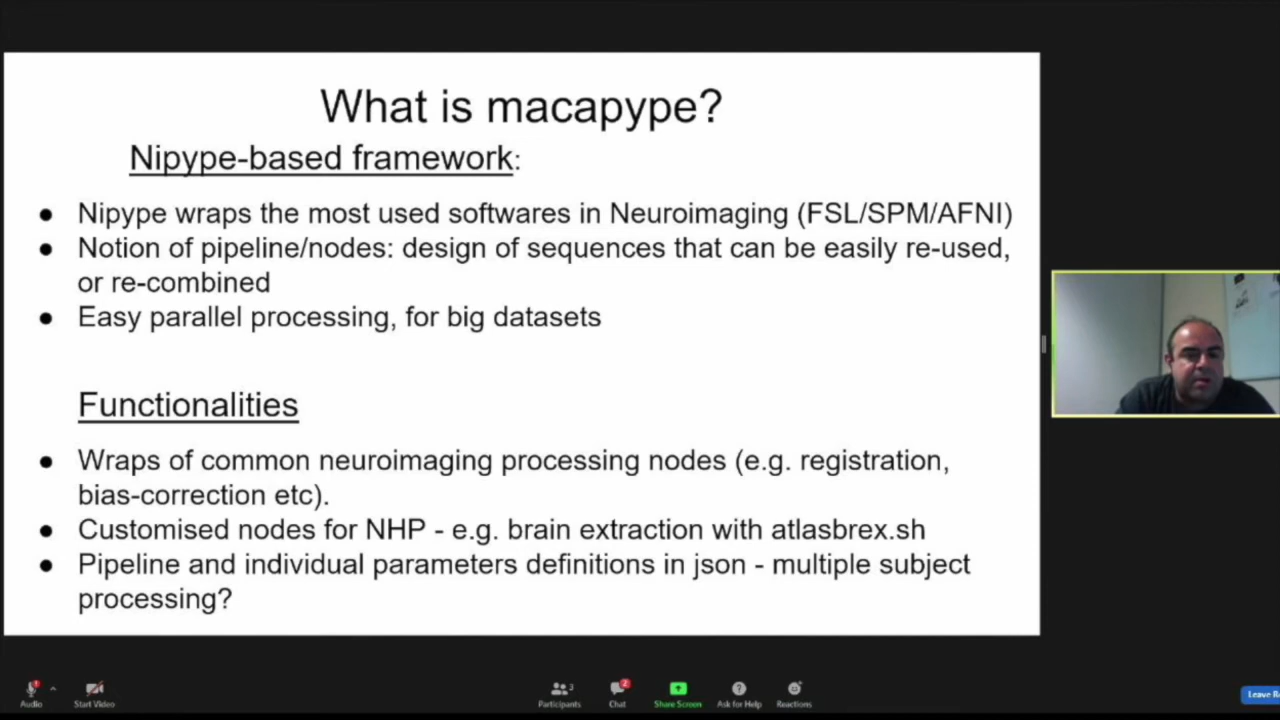 What is macapype?
Nipype-based framework:
● Nipype wraps the most used softwares in Neuroimaging (FSL/SPM/AFNI)
● Notion of pipeline/nodes: design of sequences that can be easily re-used,
or re-combined
● Easy parallel processing, for big datasets
Functionalities
● Wraps of common neuroimaging processing nodes (e.g. registration,
bias-correction etc).
● Customised nodes for NHP - e.g. brain extraction with atlasbrex.sh
● Pipeline and individual parameters definitions in json - multiple subject
processing?
Audio Start Video Participants 3 Chat 2 Share Screen Ask for Help Reactions Leave